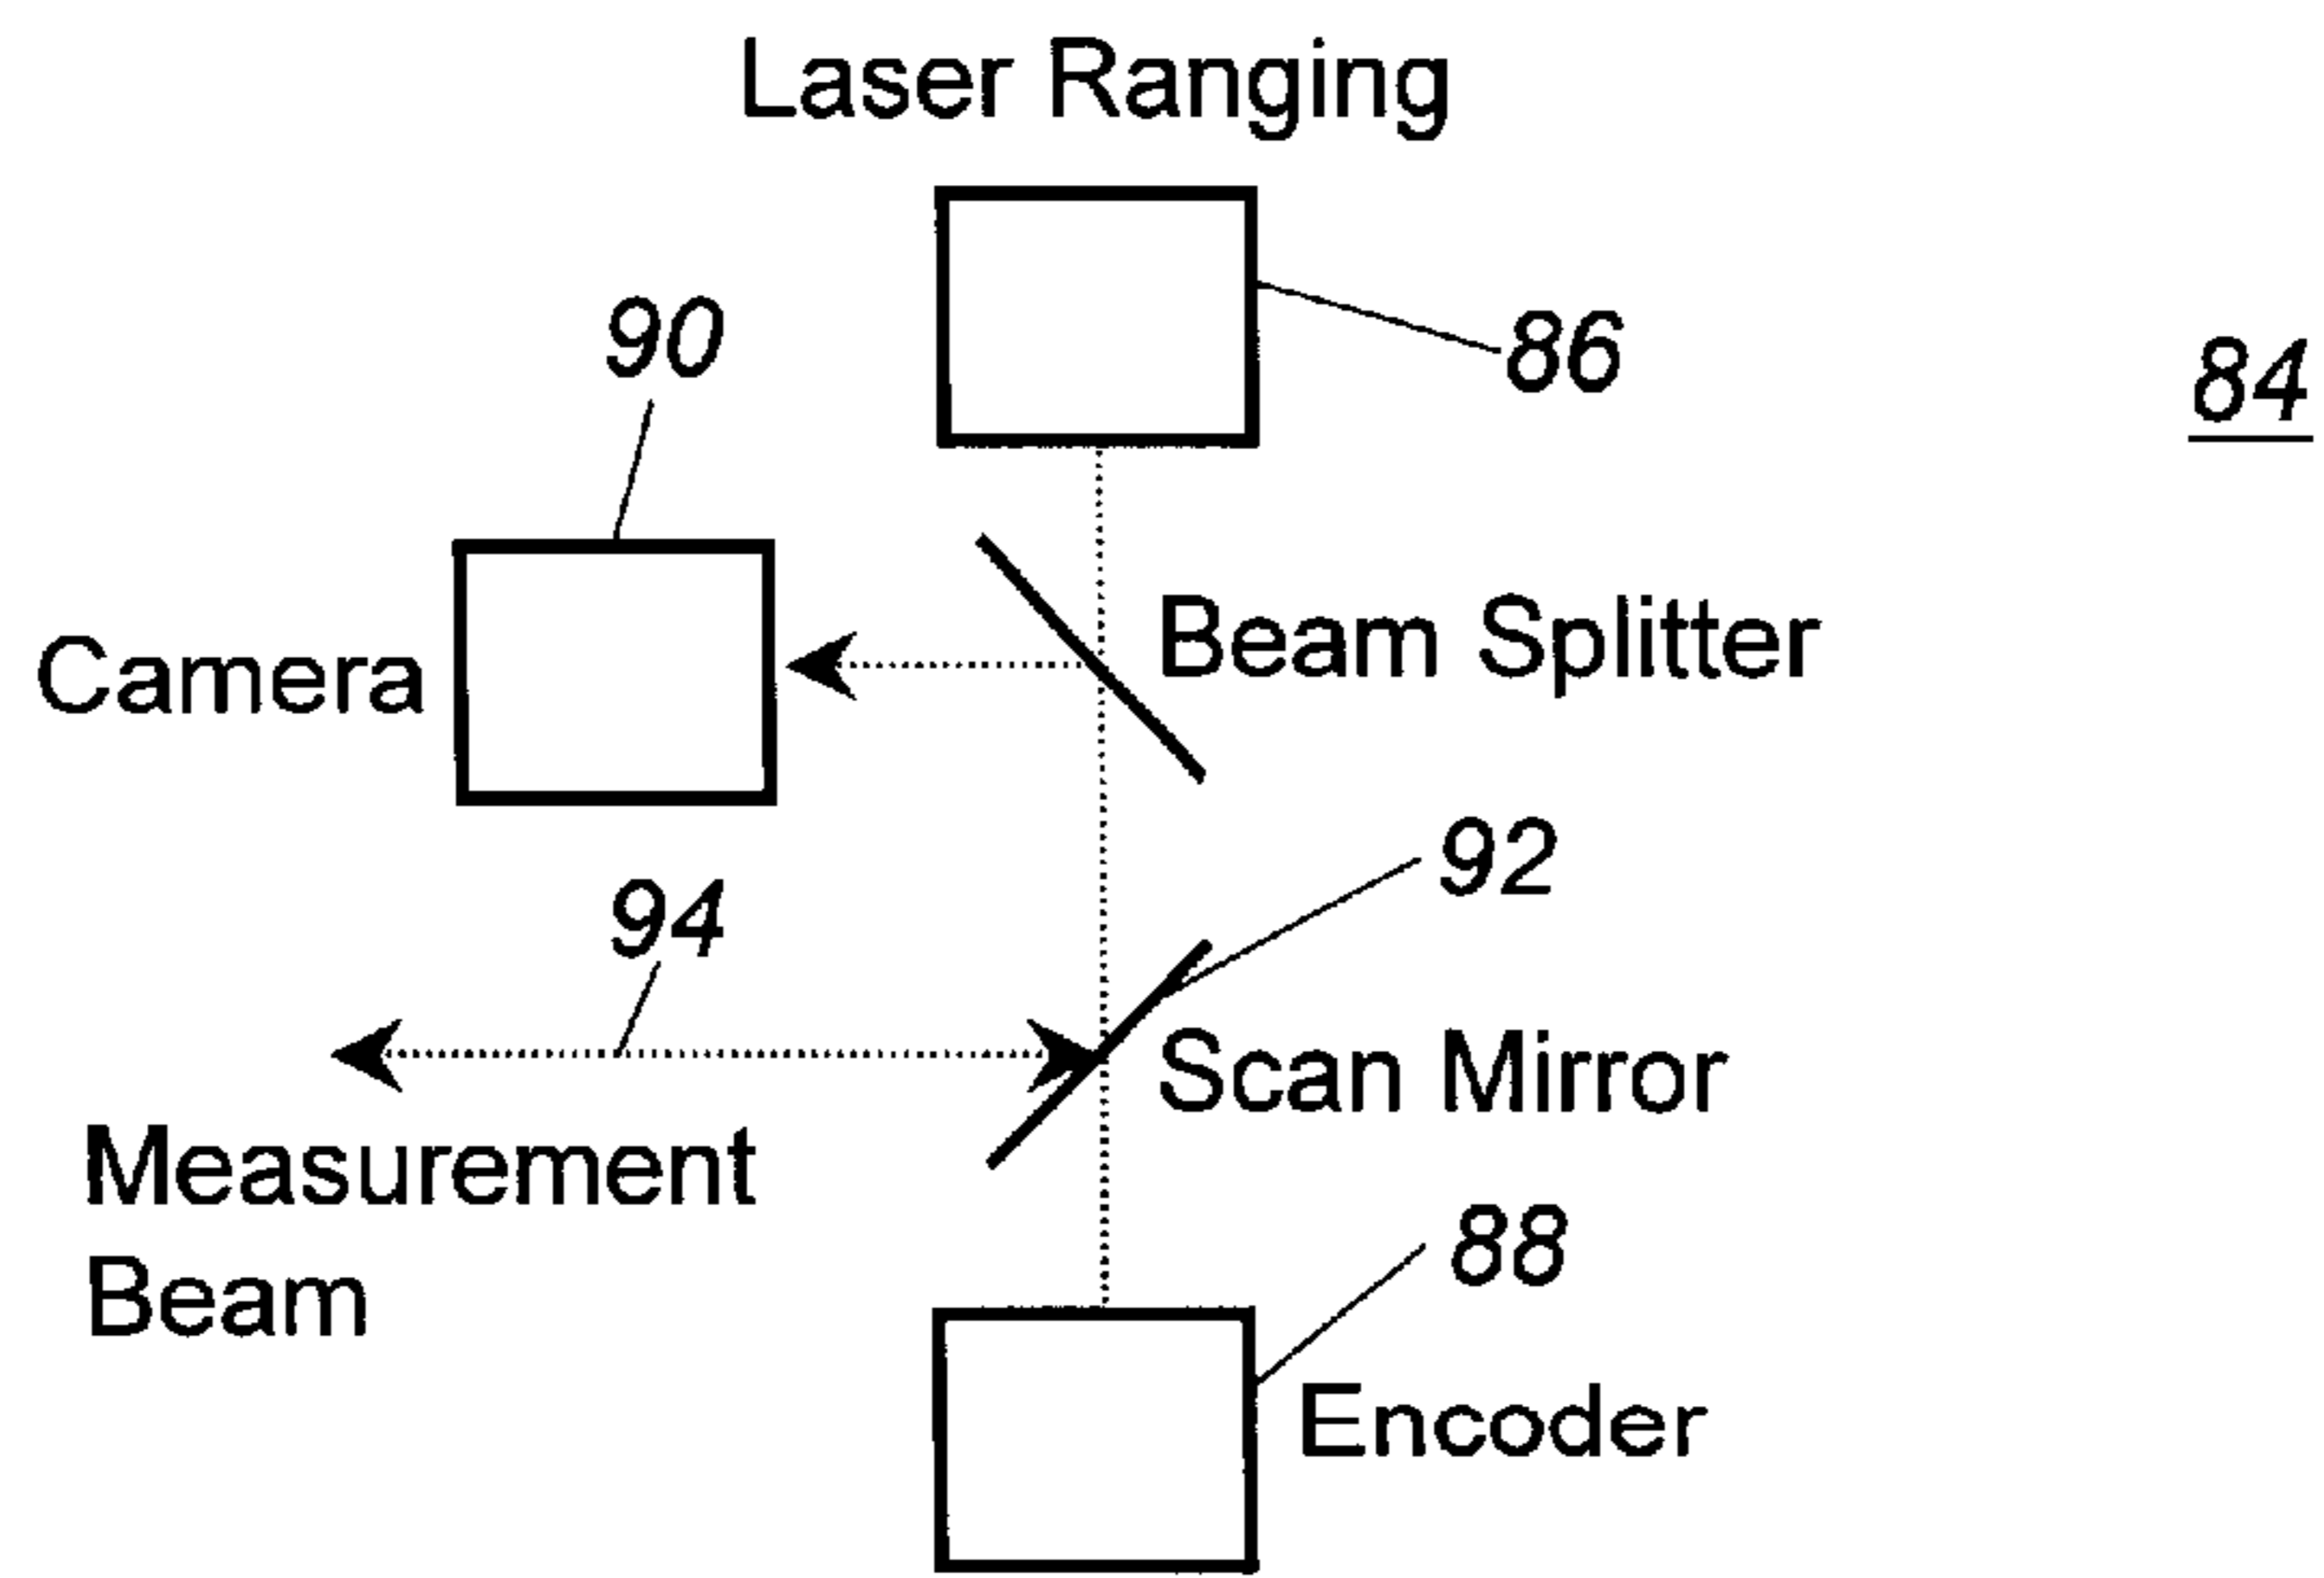 Laser Ranging
90
86
84
Beam Splitter
Camera
92
94
Scan Mirror
Measurement
Beam
88
Encoder